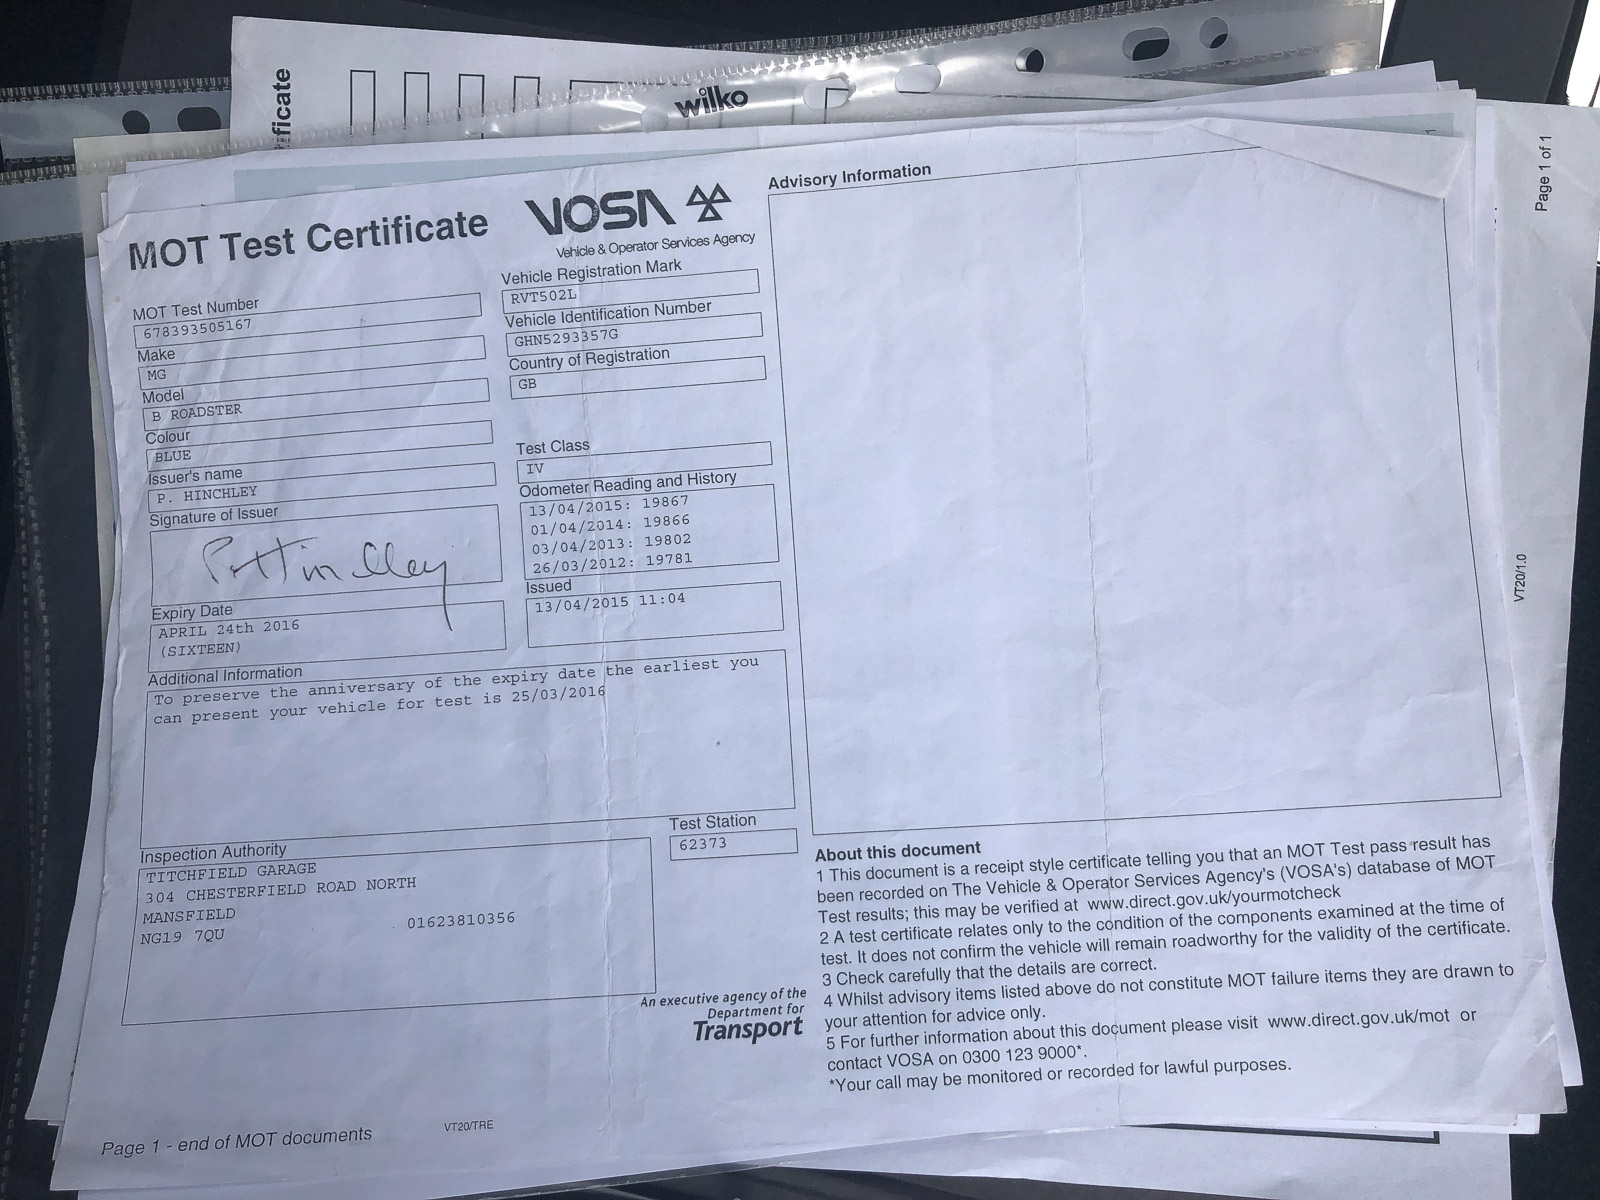 ificate
wilko
Page 1 of 1
VT20/1.0
1
MOT Test Certificate
VOSA
Vehicle & Operator Services Agency
MOT Test Number
678393505167
Make
MG
Model
B ROADSTER
Colour
BLUE
Issuer's name
P. HINCHLEY
Signature of Issuer
Expiry Date
APRIL 24th 2016
(SIXTEEN)
Vehicle Registration Mark
RVT502L
Vehicle Identification Number
GHN5293357G
Country of Registration
GB
Test Class
IV
Odometer Reading and History
13/04/2015: 19867
01/04/2014: 19866
03/04/2013: 19802
26/03/2012: 19781
Issued
13/04/2015 11:04
Additional Information
To preserve the anniversary of the expiry date the earliest you
can present your vehicle for test is 25/03/2016
Inspection Authority
TITCHFIELD GARAGE
304 CHESTERFIELD ROAD NORTH
MANSFIELD
NG19 7QU 01623810356
Test Station
62373
An executive agency of the
Department for
Transport
Page 1 - end of MOT documents
VT20/TRE
Advisory Information
About this document
1 This document is a receipt style certificate telling you that an MOT Test pass result has
been recorded on The Vehicle & Operator Services Agency's (VOSA's) database of MOT
Test results; this may be verified at www.direct.gov.uk/yourmotcheck
2 A test certificate relates only to the condition of the components examined at the time of
test. It does not confirm the vehicle will remain roadworthy for the validity of the certificate.
3 Check carefully that the details are correct.
4 Whilst advisory items listed above do not constitute MOT failure items they are drawn to
your attention for advice only.
5 For further information about this document please visit www.direct.gov.uk/mot or
contact VOSA on 0300 123 9000*.
*Your call may be monitored or recorded for lawful purposes.